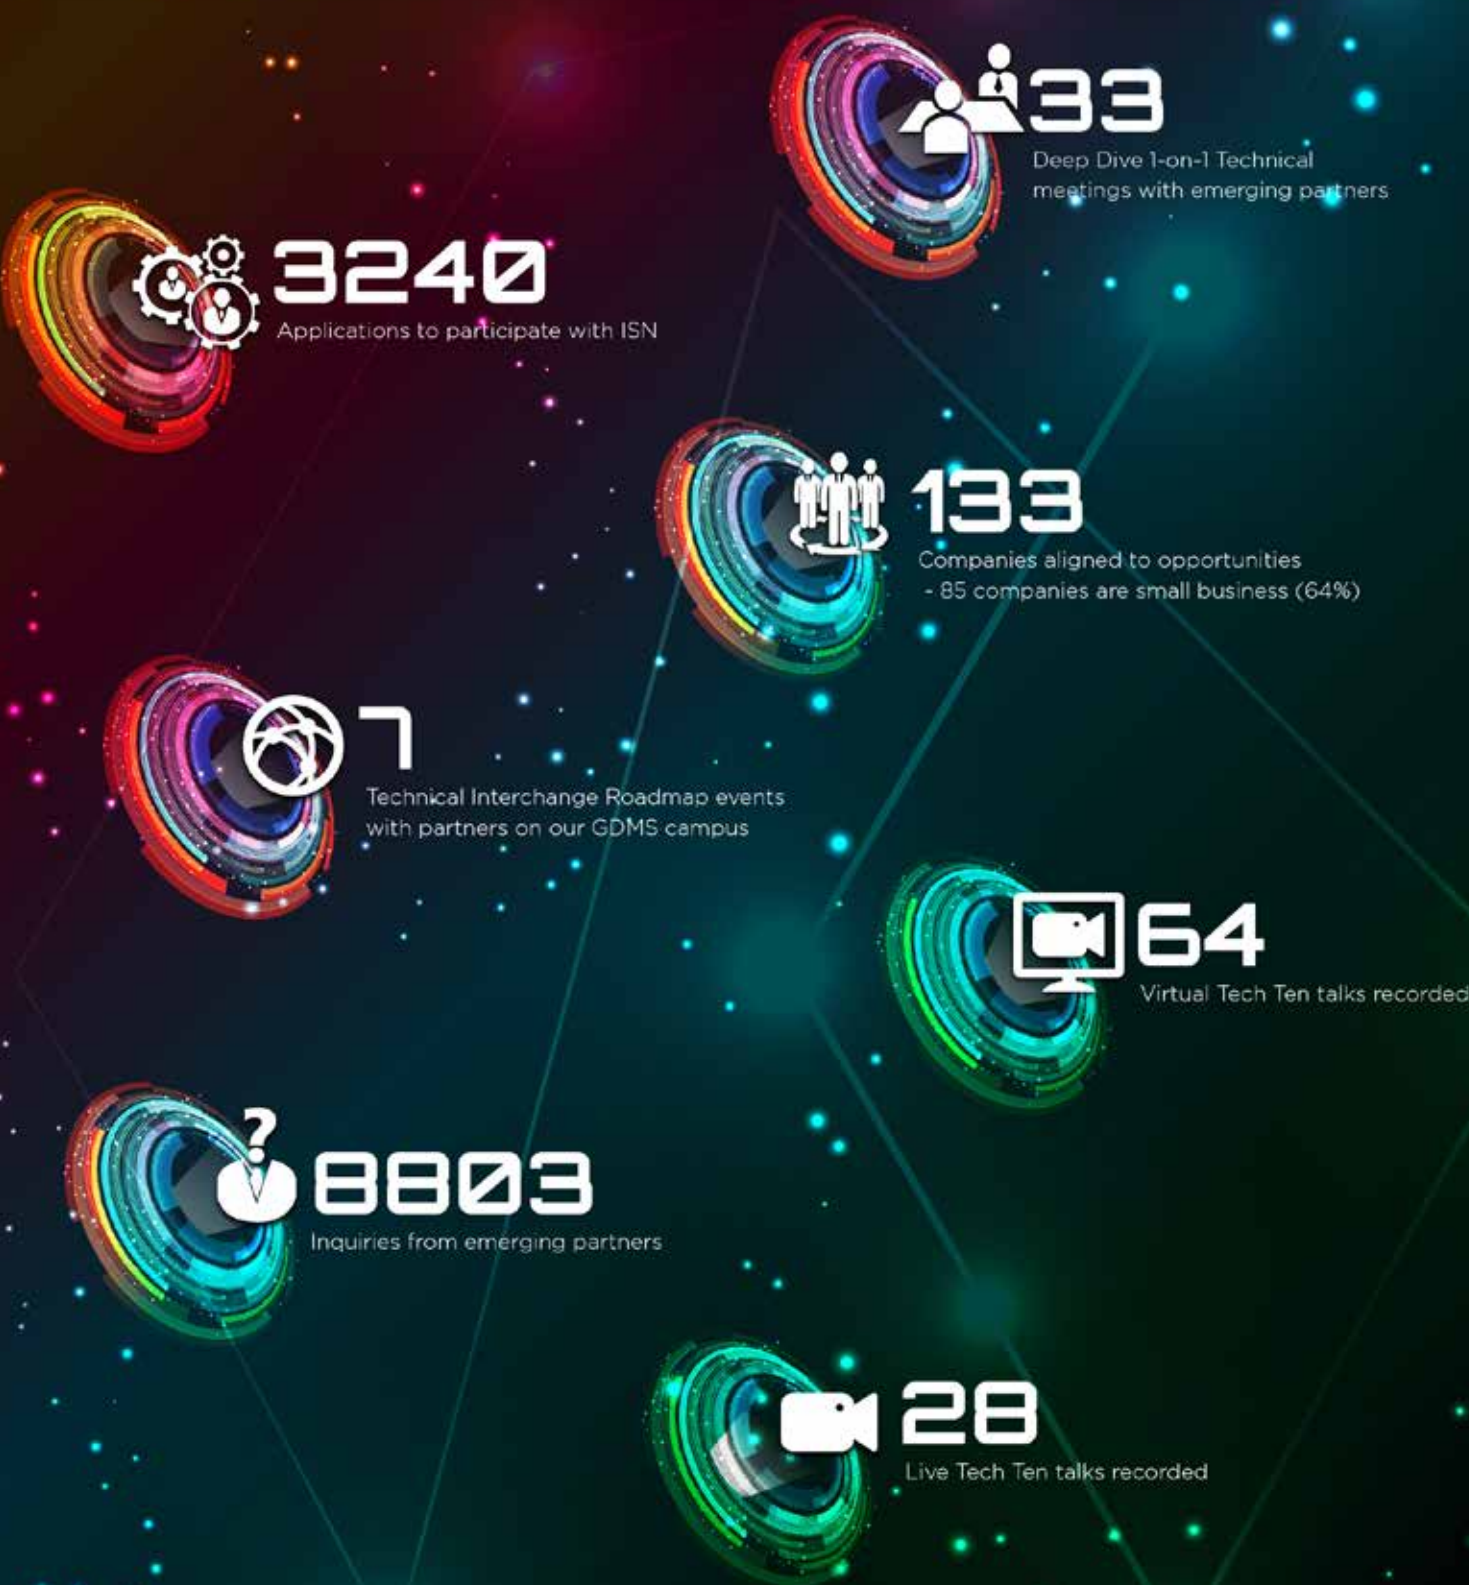 33
Deep Dive 1-on-1 Technical
meetings with emerging partners
3240
Applications to participate with ISN
133
Companies aligned to opportunities
- 85 companies are small business (64%)
7
Technical Interchange Roadmap events
with partners on our GDMS campus
64
Virtual Tech Ten talks recorded
?
8803
Inquiries from emerging partners
28
Live Tech Ten talks recorded